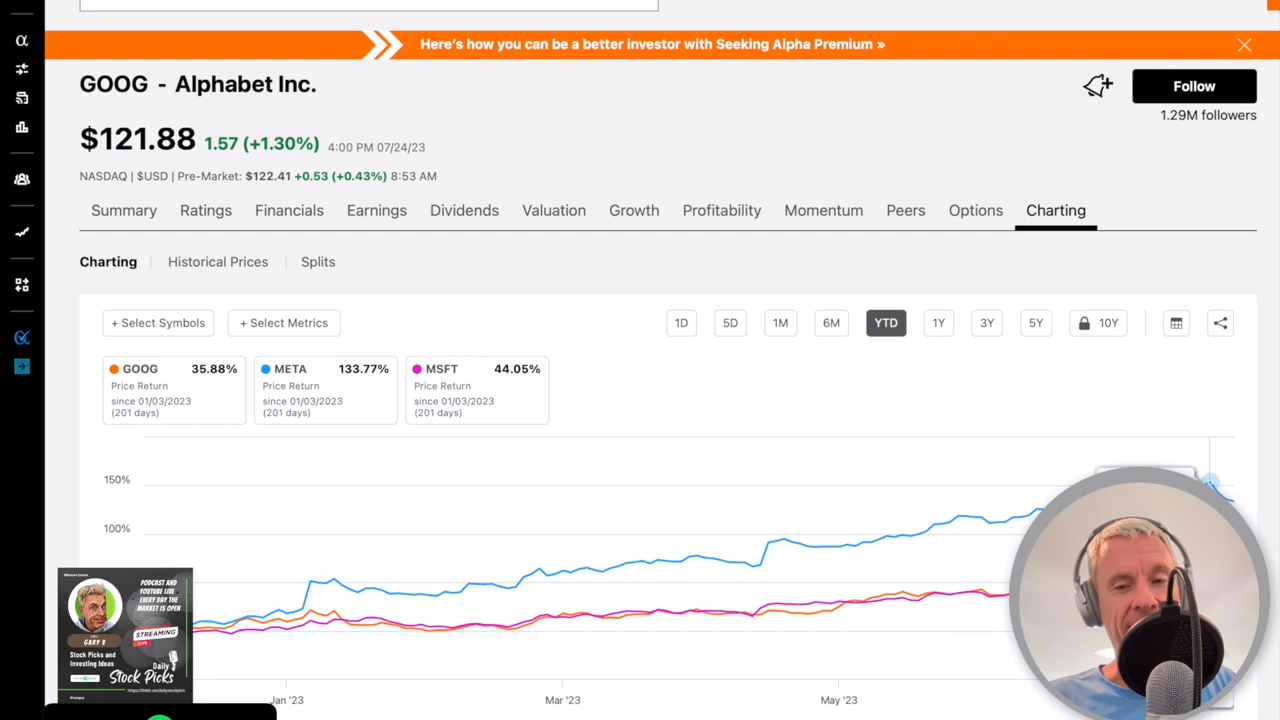 Here's how you can be a better investor with Seeking Alpha Premium »
GOOG - Alphabet Inc.
Follow
1.29M followers
$121.88 1.57 (+1.30%) 4:00 PM 07/24/23
NASDAQ | $USD | Pre-Market: $122.41 +0.53 (+0.43%) 8:53 AM
Summary Ratings Financials Earnings Dividends Valuation Growth Profitability Momentum Peers Options Charting
Charting Historical Prices Splits
+ Select Symbols + Select Metrics 1D 5D 1M 6M YTD 1Y 3Y 5Y 10Y
GOOG 35.88% META 133.77% MSFT 44.05%
Price Return Price Return Price Return
since 01/03/2023 since 01/03/2023 since 01/03/2023
(201 days) (201 days) (201 days)
150%
100%
PODCAST AND
YOUTUBE LIVE
EVERY DAY THE
MARKET IS OPEN
STREAMING
LIVE
GARY V
Stock Picks and
Investing Ideas
Daily
Stock Picks
Jan '23 Mar '23 May '23